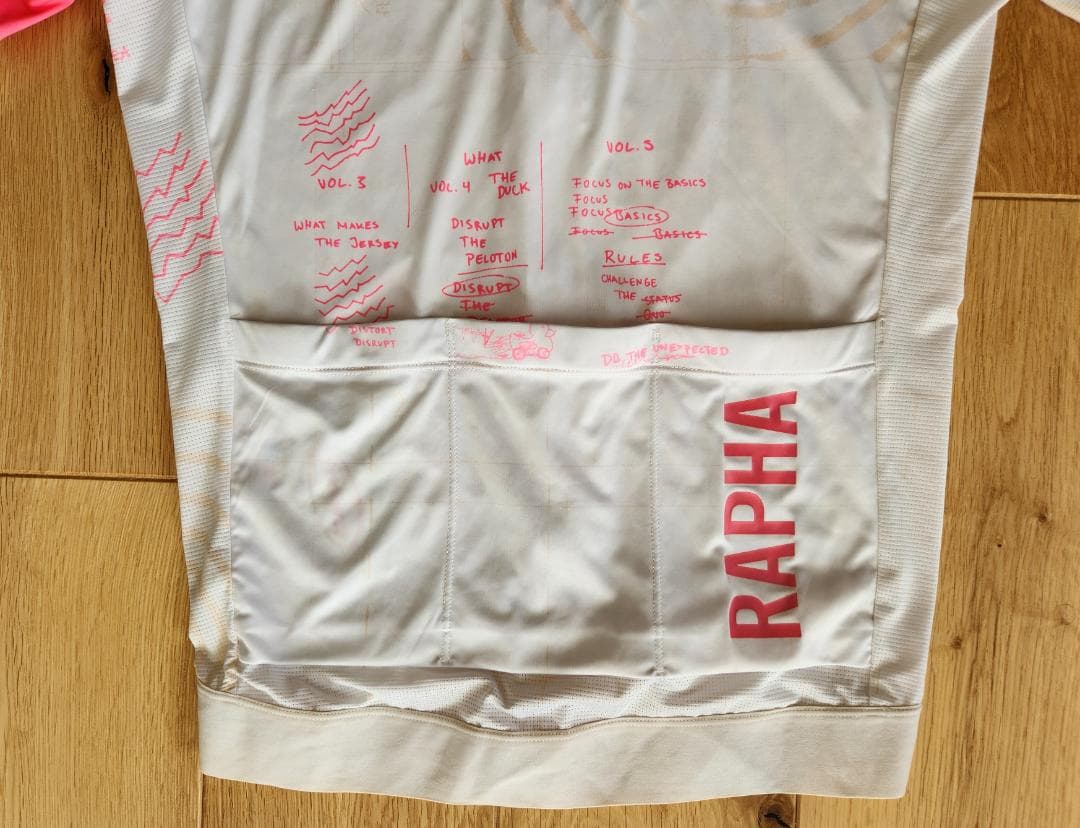 VOL. 3
WHAT MAKES
THE JERSEY
DISTORT
DISRUPT
WHAT
THE
DUCK
VOL. 4
DISRUPT
THE
PELOTON
DISRUPT
THE
VOL. 5
FOCUS ON THE BASICS
FOCUS
FOCUS BASICS
FOCUS BASICS
RULES
CHALLENGE
THE STATUS
QUO
DO THE UNEXPECTED
RAPHA